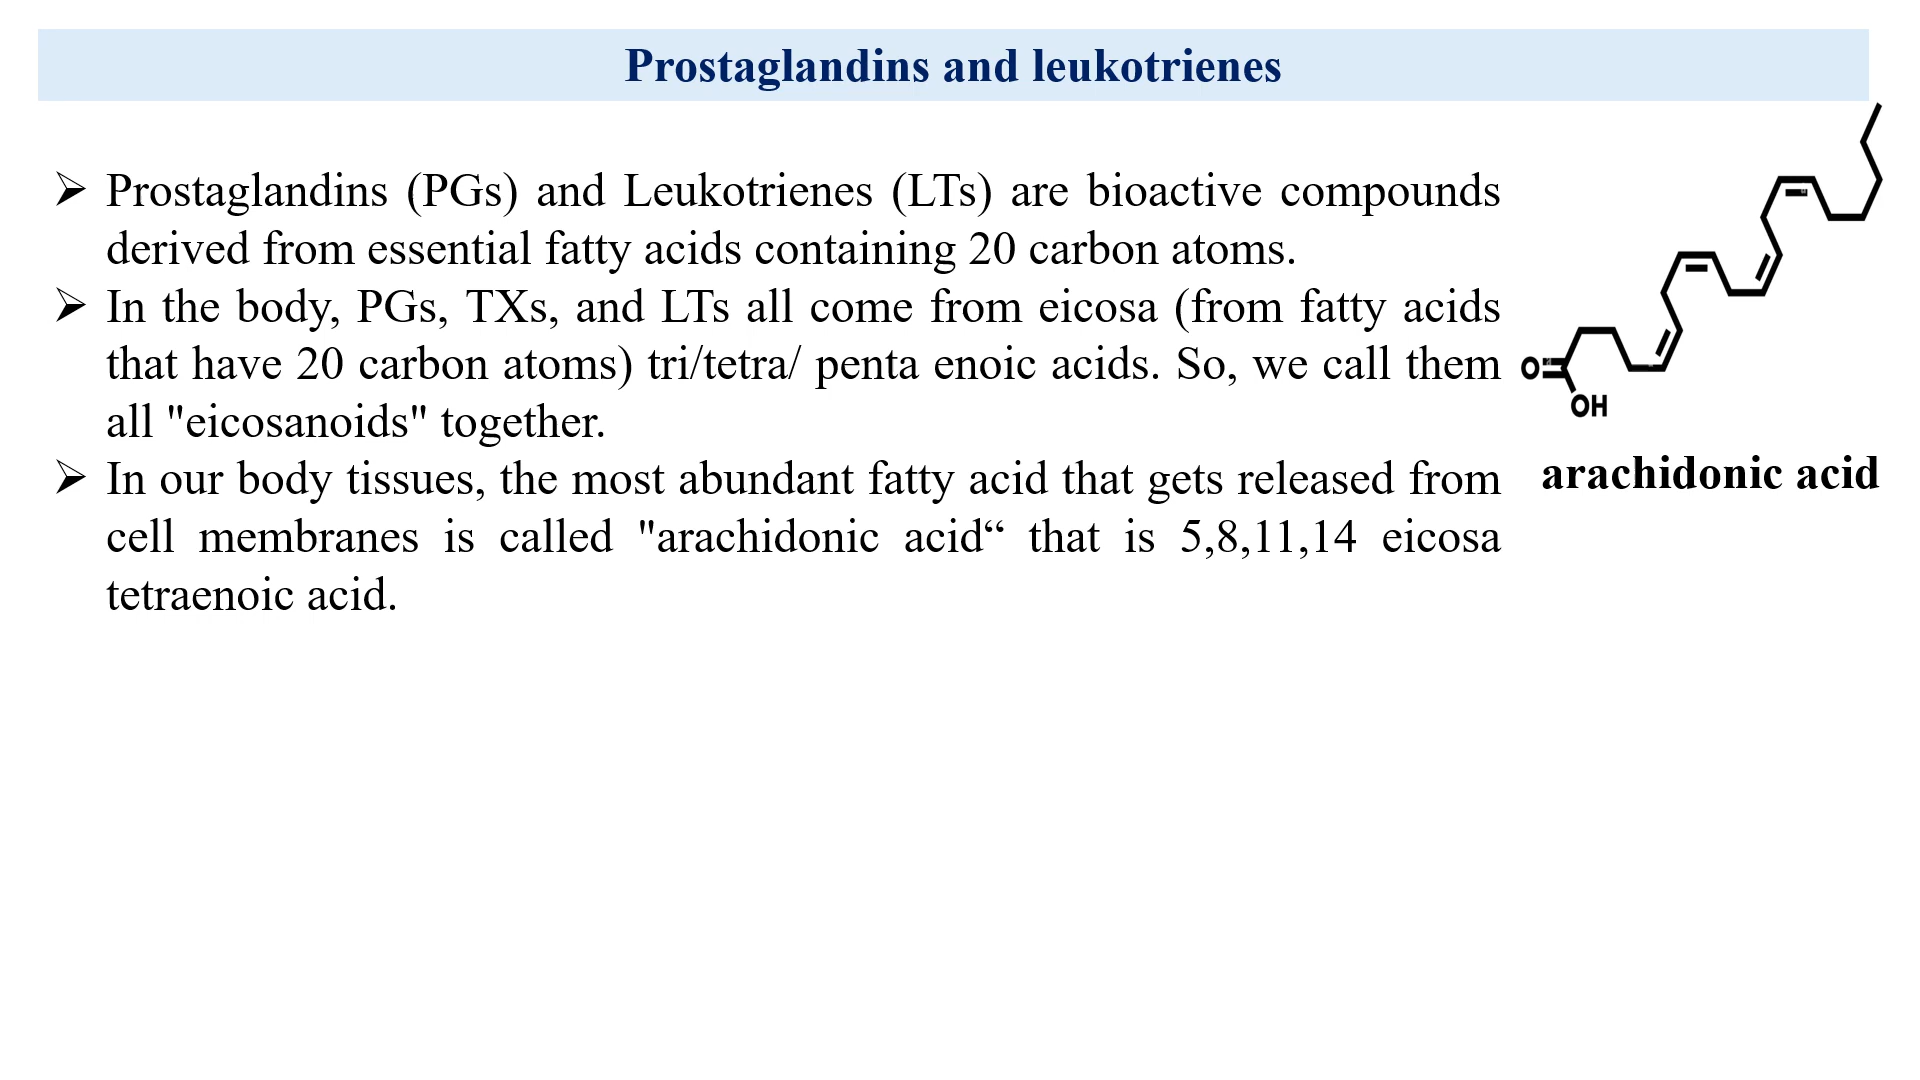 Prostaglandins and leukotrienes
➢ Prostaglandins (PGs) and Leukotrienes (LTs) are bioactive compounds
derived from essential fatty acids containing 20 carbon atoms.
➢ In the body, PGs, TXs, and LTs all come from eicosa (from fatty acids
that have 20 carbon atoms) tri/tetra/ penta enoic acids. So, we call them
all "eicosanoids" together.
➢ In our body tissues, the most abundant fatty acid that gets released from
cell membranes is called "arachidonic acid“ that is 5,8,11,14 eicosa
tetraenoic acid.
O
OH
arachidonic acid